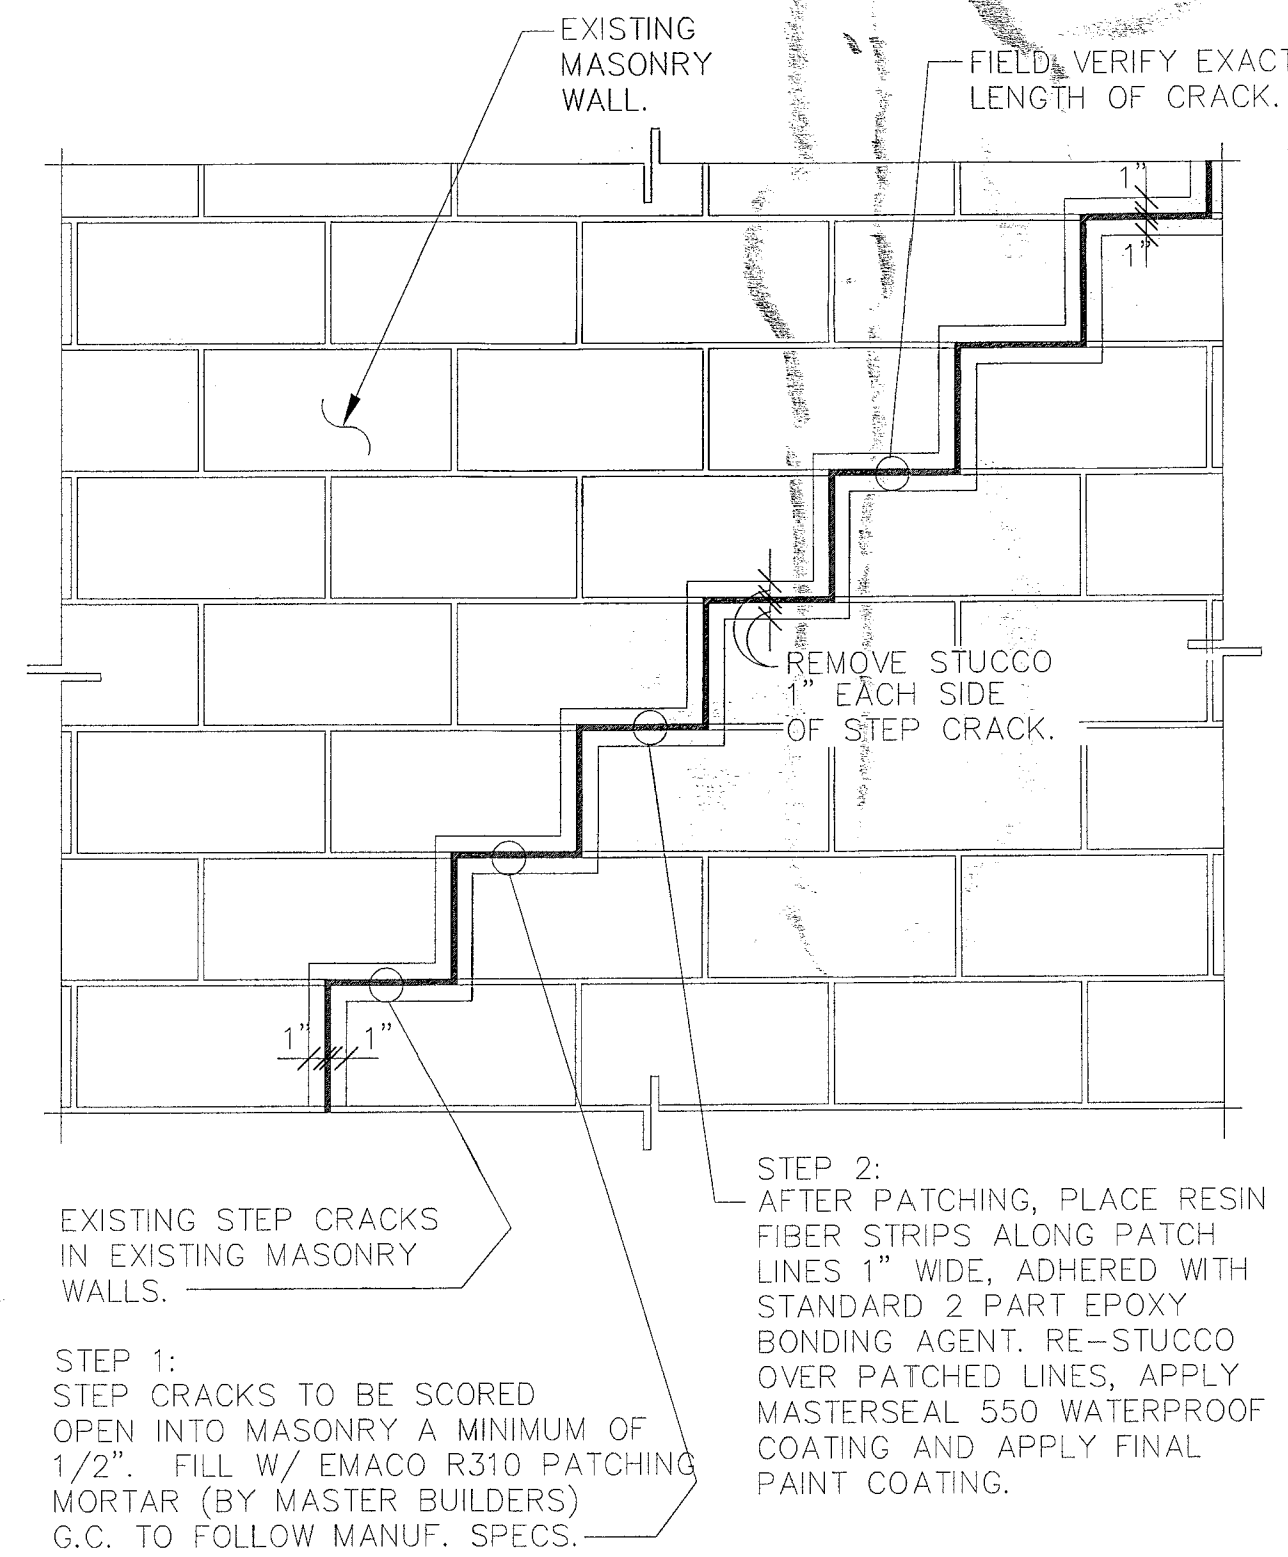 EXISTING
MASONRY
WALL.
FIELD VERIFY EXACT
LENGTH OF CRACK.
1"
1"
REMOVE STUCCO
1" EACH SIDE
OF STEP CRACK.
1" 1"
EXISTING STEP CRACKS
IN EXISTING MASONRY
WALLS.
STEP 1:
STEP CRACKS TO BE SCORED
OPEN INTO MASONRY A MINIMUM OF
1/2". FILL W/ EMACO R310 PATCHING
MORTAR (BY MASTER BUILDERS)
G.C. TO FOLLOW MANUF. SPECS.
STEP 2:
AFTER PATCHING, PLACE RESIN
FIBER STRIPS ALONG PATCH
LINES 1" WIDE, ADHERED WITH
STANDARD 2 PART EPOXY
BONDING AGENT. RE-STUCCO
OVER PATCHED LINES, APPLY
MASTERSEAL 550 WATERPROOF
COATING AND APPLY FINAL
PAINT COATING.